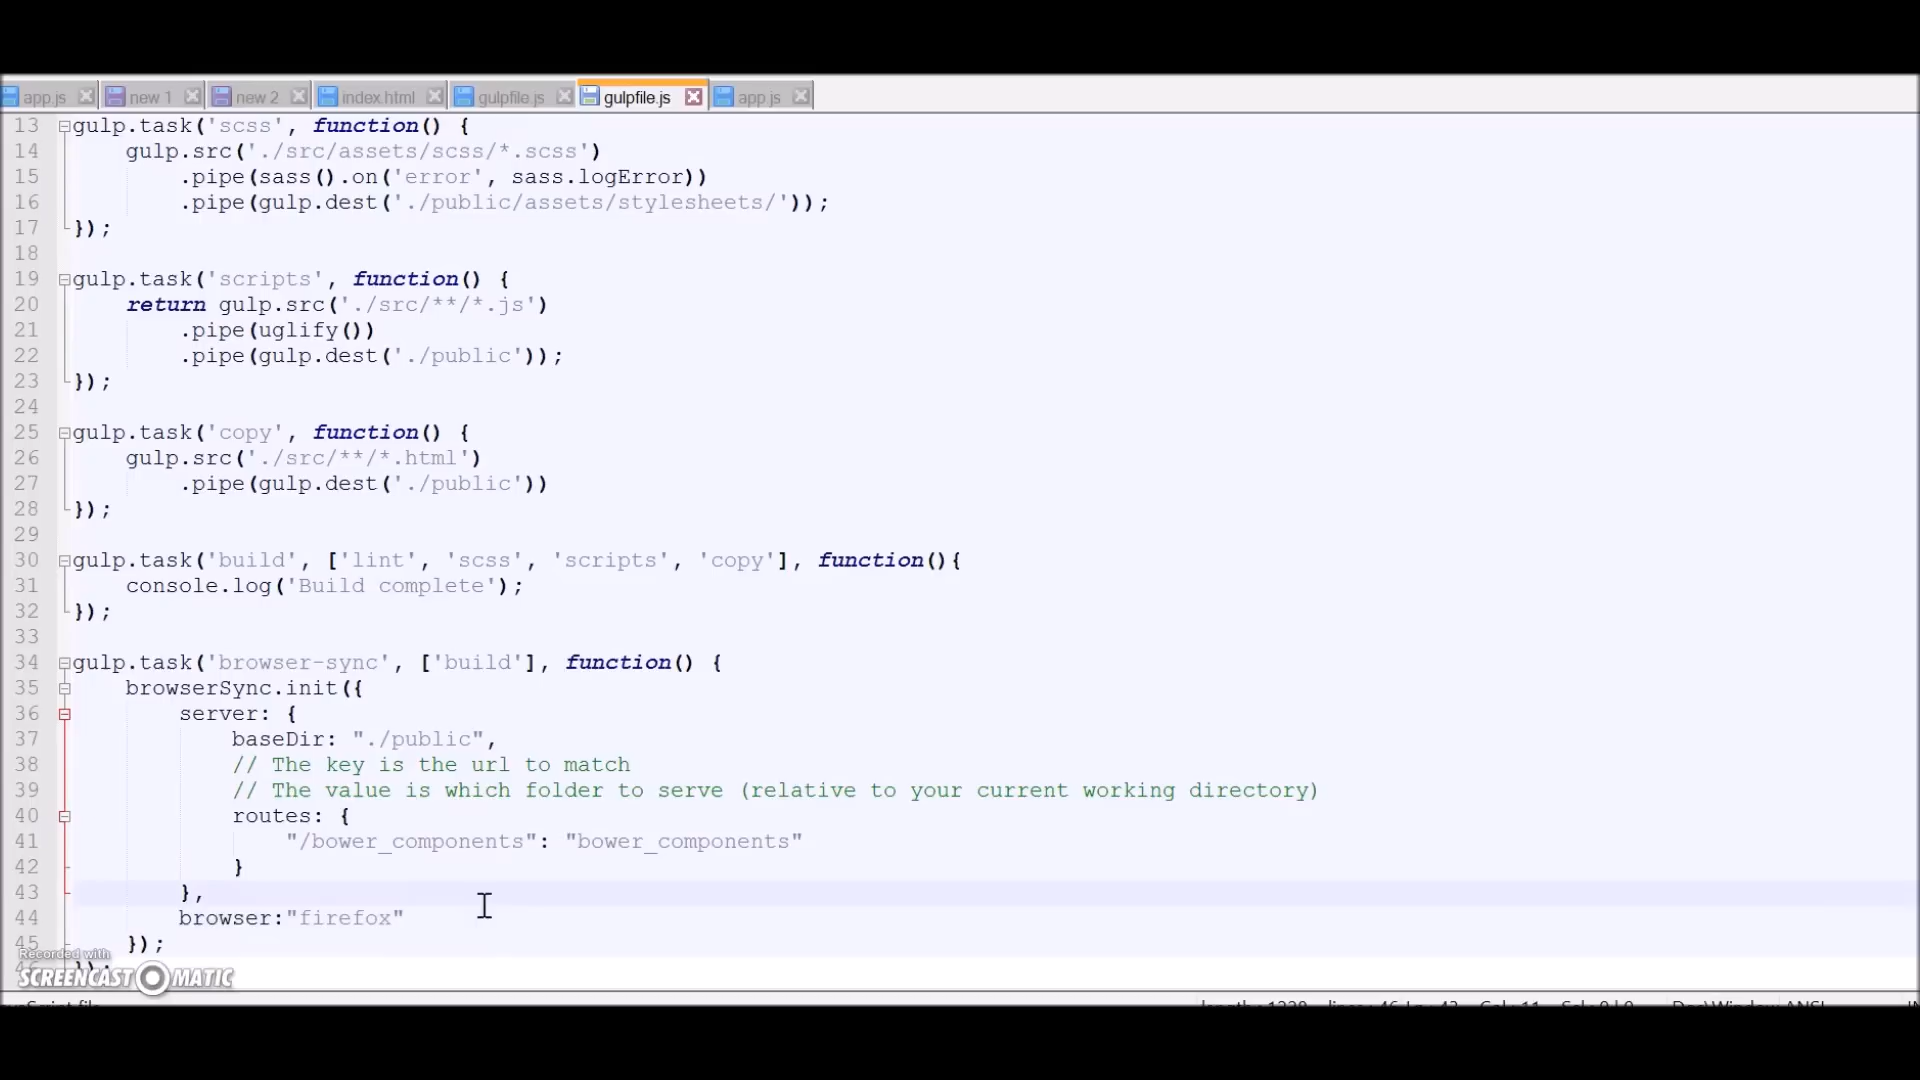 app.js new 1 new 2 index.html gulpfile.js gulpfile.js app.js
13 gulp.task('scss', function() {
14 gulp.src('./src/assets/scss/*.scss')
15 .pipe(sass().on('error', sass.logError))
16 .pipe(gulp.dest('./public/assets/stylesheets/'));
17 });
18
19 gulp.task('scripts', function() {
20 return gulp.src('./src/**/*.js')
21 .pipe(uglify())
22 .pipe(gulp.dest('./public'));
23 });
24
25 gulp.task('copy', function() {
26 gulp.src('./src/**/*.html')
27 .pipe(gulp.dest('./public'))
28 });
29
30 gulp.task('build', ['lint', 'scss', 'scripts', 'copy'], function(){
31 console.log('Build complete');
32 });
33
34 gulp.task('browser-sync', ['build'], function() {
35 browserSync.init({
36 server: {
37 baseDir: "./public",
38 // The key is the url to match
39 // The value is which folder to serve (relative to your current working directory)
40 routes: {
41 "/bower_components": "bower_components"
42 }
43 },
44 browser:"firefox"
45 });
Recorded with
SCREENCAST MATIC